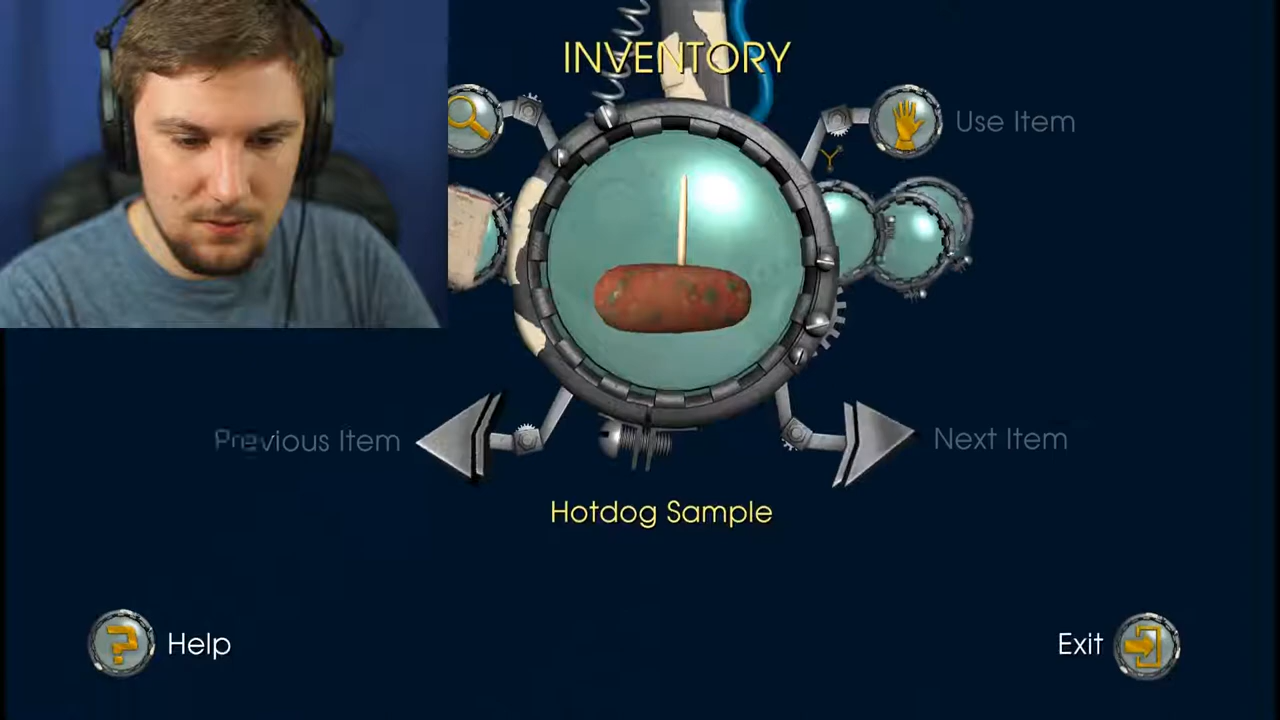 INVENTORY
Use Item
Previous Item
Next Item
Hotdog Sample
Help
Exit